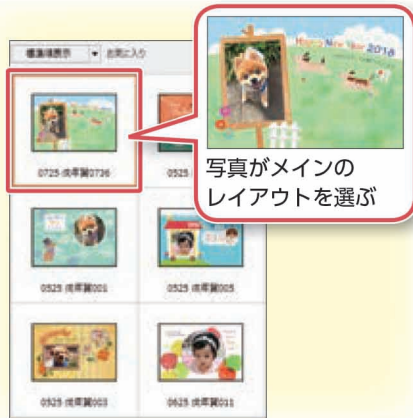 標準順表示
お気に入り
Happy New Year 2018
写真がメインの
レイアウトを選ぶ
0725 戌年賀0736
0525
0525 戌年賀001
0525 戌年賀005
0525 戌年賀003
0625 戌年賀011